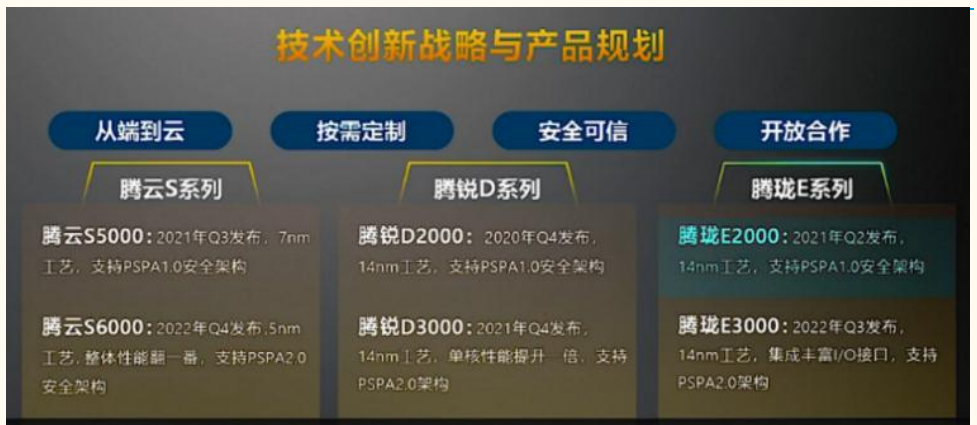 技术创新战略与产品规划
从端到云
按需定制
安全可信
开放合作
腾云S系列
腾锐D系列
腾珑E系列
腾云S5000：2021年Q3发布，7nm
工艺，支持PSPA1.0安全架构
腾云S6000：2022年Q4发布,5nm
工艺,整体性能翻一番，支持PSPA2.0
安全架构
腾锐D2000：2020年Q4发布，
14nm工艺，支持PSPA1.0安全架构
腾锐D3000：2021年Q4发布，
14nm工艺，单核性能提升一倍，支持
PSPA2.0架构
腾珑E2000：2021年Q2发布，
14nm工艺，支持PSPA1.0安全架构
腾珑E3000：2022年Q3发布，
14nm工艺，集成丰富I/O接口，支持
PSPA2.0架构